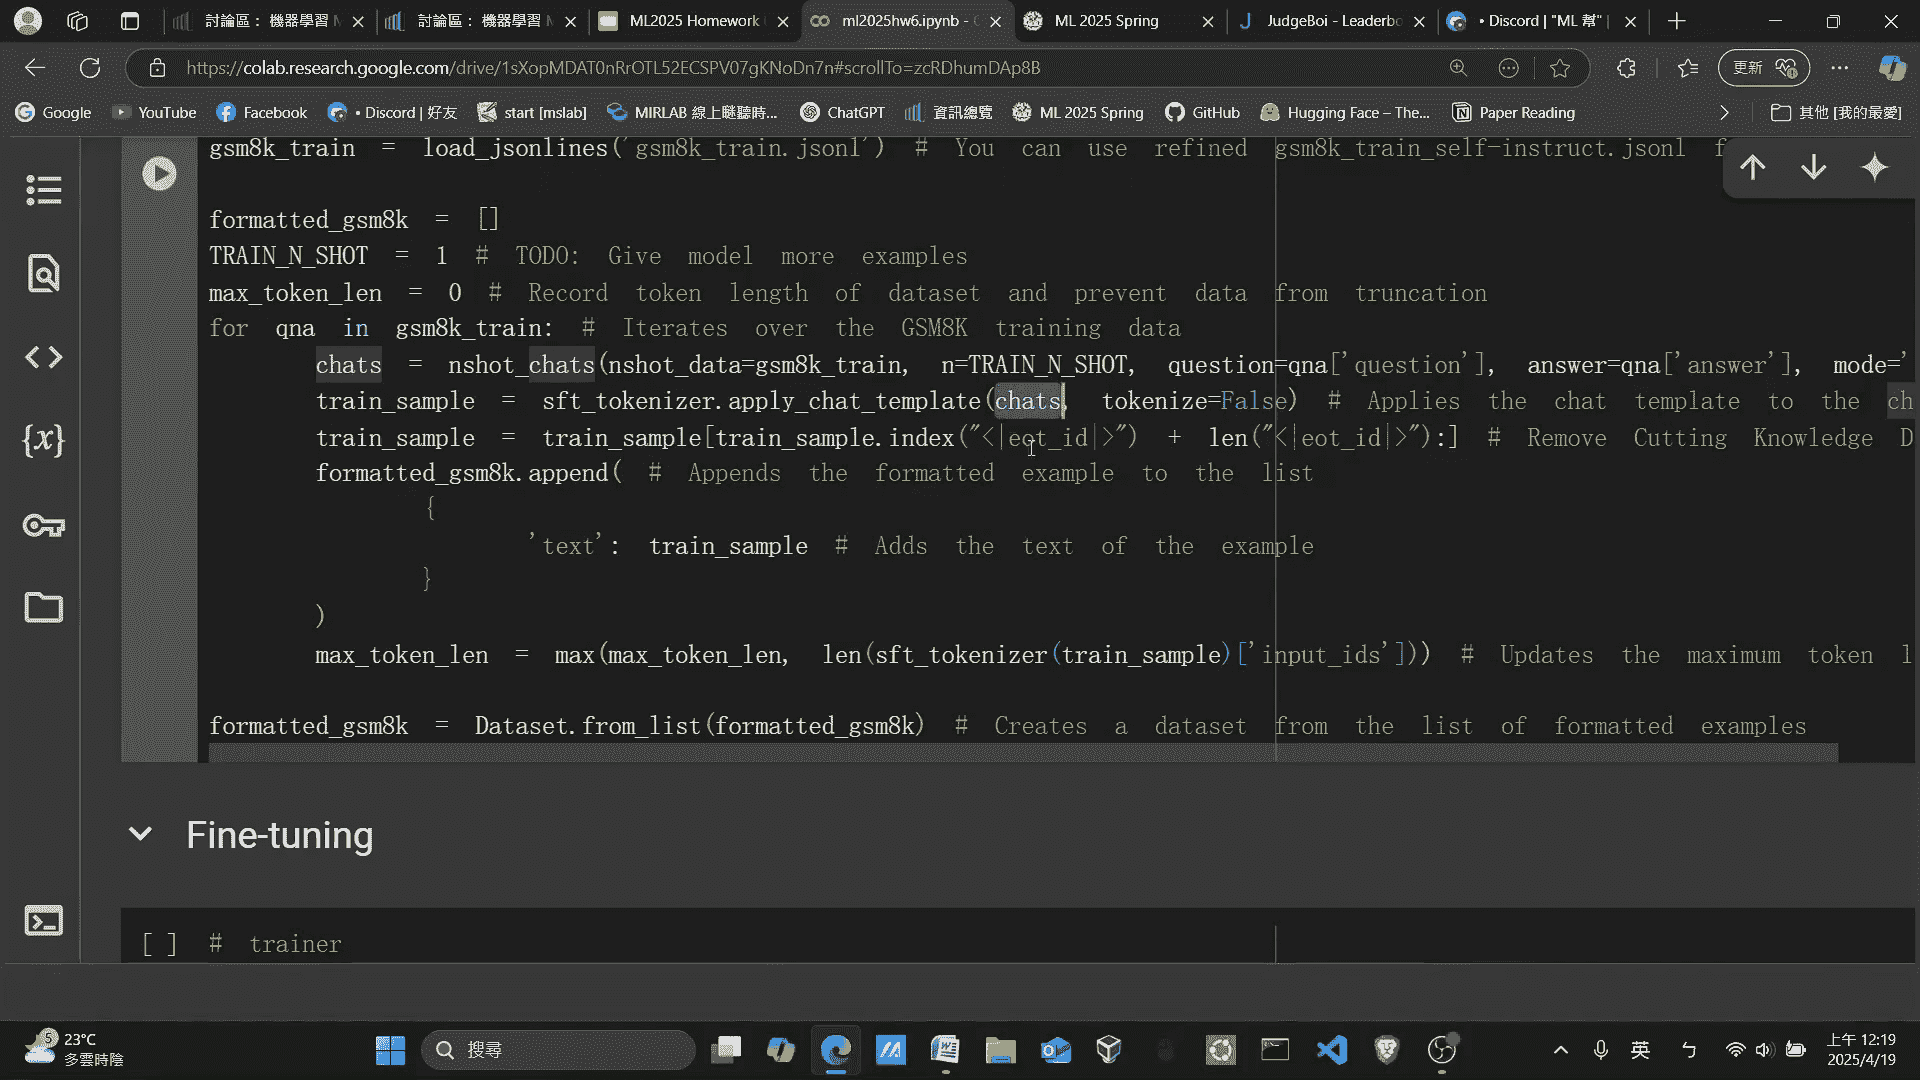 討論區： 機器學習
討論區： 機器學習
ML2025 Homework
ml2025hw6.ipynb -
ML 2025 Spring
JudgeBoi - Leaderbo
• Discord | "ML 幫" |
https://colab.research.google.com/drive/1sXopMDAT0nRrOTL52ECSPV07gKNoDn7n#scrollTo=zcRDhumDAp8B
更新
Google
YouTube
Facebook
• Discord | 好友
start [mslab]
MIRLAB 線上瞇聽時...
ChatGPT
資訊總覽
ML 2025 Spring
GitHub
Hugging Face – The...
Paper Reading
其他 [我的最愛]
gsm8k_train = load_jsonlines('gsm8k_train.jsonl') # You can use refined gsm8k_train_self-instruct.jsonl f
formatted_gsm8k = []
TRAIN_N_SHOT = 1 # TODO: Give model more examples
max_token_len = 0 # Record token length of dataset and prevent data from truncation
for qna in gsm8k_train: # Iterates over the GSM8K training data
chats = nshot_chats(nshot_data=gsm8k_train, n=TRAIN_N_SHOT, question=qna['question'], answer=qna['answer'], mode='
train_sample = sft_tokenizer.apply_chat_template(chats, tokenize=False) # Applies the chat template to the ch
train_sample = train_sample[train_sample.index("<|eot_id|>") + len("<|eot_id|>"):] # Remove Cutting Knowledge D
formatted_gsm8k.append( # Appends the formatted example to the list
{
'text': train_sample # Adds the text of the example
}
)
max_token_len = max(max_token_len, len(sft_tokenizer(train_sample)['input_ids'])) # Updates the maximum token l
formatted_gsm8k = Dataset.from_list(formatted_gsm8k) # Creates a dataset from the list of formatted examples
Fine-tuning
[ ] # trainer
23°C
多雲時陰
搜尋
英
ㄅ
上午 12:19
2025/4/19